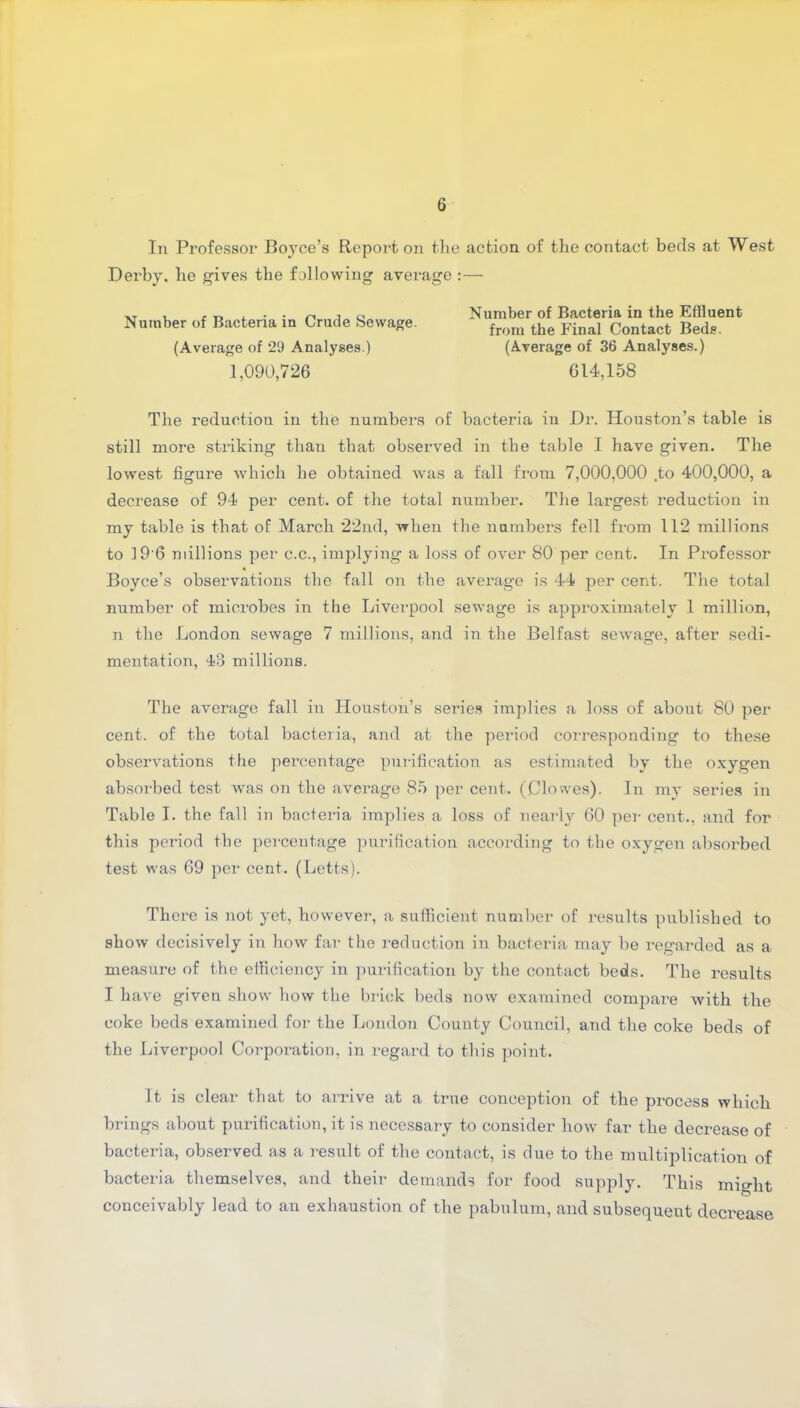 6
In Professor Boyce's Report on the action of the contact beds at West
Derby, he gives the following average :—
Number of Bacteria in Crude Sewage.
(Average of 29 Analyses.)
1,090,726
Number of Bacteria in the Effluent
from the Final Contact Beds.
(Average of 36 Analyses.)
614,158
The reduction in the numbers of bacteria in Dr. Houston's table is
still more striking than that observed in the table I have given. The
lowest figure which he obtained was a fall from 7,000,000 .to 400,000, a
decrease of 94 per cent. of the total number. The largest reduction in
my table is that of March 22nd, when the numbers fell from 112 millions
to 19·6 millions per c.c., implying a loss of over 80 per cent. In Professor
Boyce's observations the fall on the average is 44 per cent. The total
number of microbes in the Liverpool sewage is approximately 1 million,
n the London sewage 7 millions, and in the Belfast sewage, after sedi-
mentation, 43 millions.
The average fall in Houston's series implies a loss of about 80 per
cent. of the total bacteria, and at the period corresponding to these
observations the percentage purification as estimated by the oxygen
absorbed test was on the average 85 per cent. (Clowes). In my series in
Table I. the fall in bacteria implies a loss of nearly 60 per cent., and for
this period the percentage purification according to the oxygen absorbed
test was 69 per cent. (Letts).
There is not yet, however, a sufficient number of results published to
show decisively in how far the reduction in bacteria may be regarded as a
measure of the efficiency in purification by the contact beds. The results
I have given show how the brick beds now examined compare with the
coke beds examined for the London County Council, and the coke beds of
the Liverpool Corporation, in regard to this point.
It is clear that to arrive at a true conception of the process which
brings about purification, it is necessary to consider how far the decrease of
bacteria, observed as a result of the contact, is due to the multiplication of
bacteria themselves, and their demands for food supply. This might
conceivably lead to an exhaustion of the pabulum, and subsequent decrease